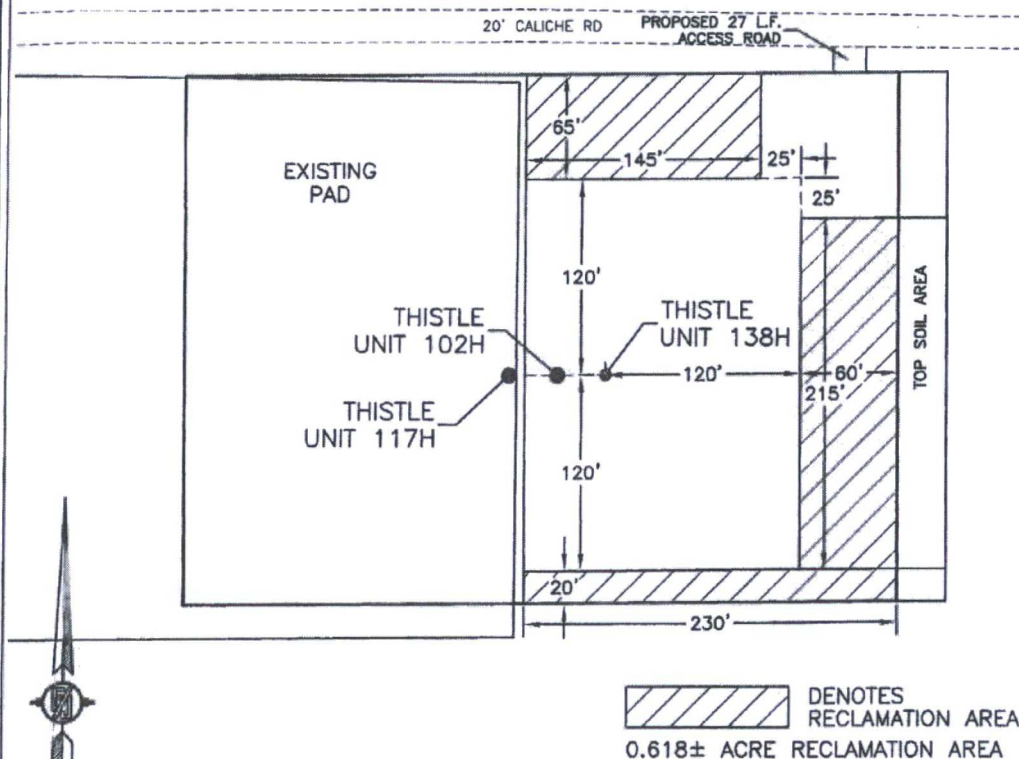 20' CALICHE RD
PROPOSED 27 L.F.
ACCESS ROAD
65'
145'
25'
25'
EXISTING
PAD
120'
THISTLE
UNIT 102H
THISTLE
UNIT 138H
120'
60'
215'
TOP SOIL AREA
THISTLE
UNIT 117H
120'
20'
230'
DENOTES
RECLAMATION AREA
0.618± ACRE RECLAMATION AREA